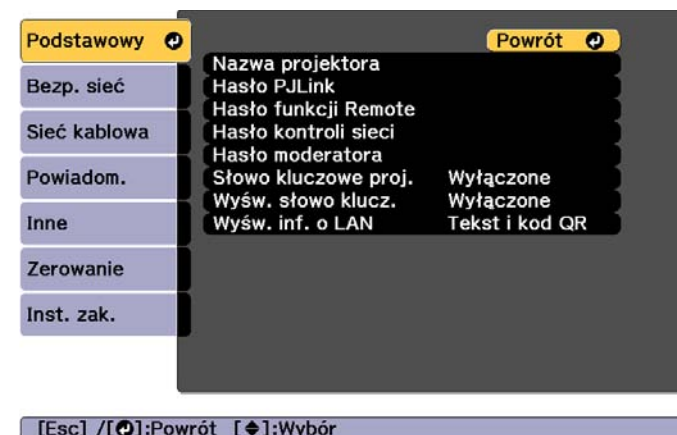 Podstawowy
Bezp. sieć
Sieć kablowa
Powiadom.
Inne
Zerowanie
Inst. zak.
Powrót
Nazwa projektora
Hasło PJLink
Hasło funkcji Remote
Hasło kontroli sieci
Hasło moderatora
Słowo kluczowe proj. Wyłączone
Wyśw. słowo klucz. Wyłączone
Wyśw. inf. o LAN Tekst i kod QR
[Esc] /[⏎]:Powrót [◆]:Wybór